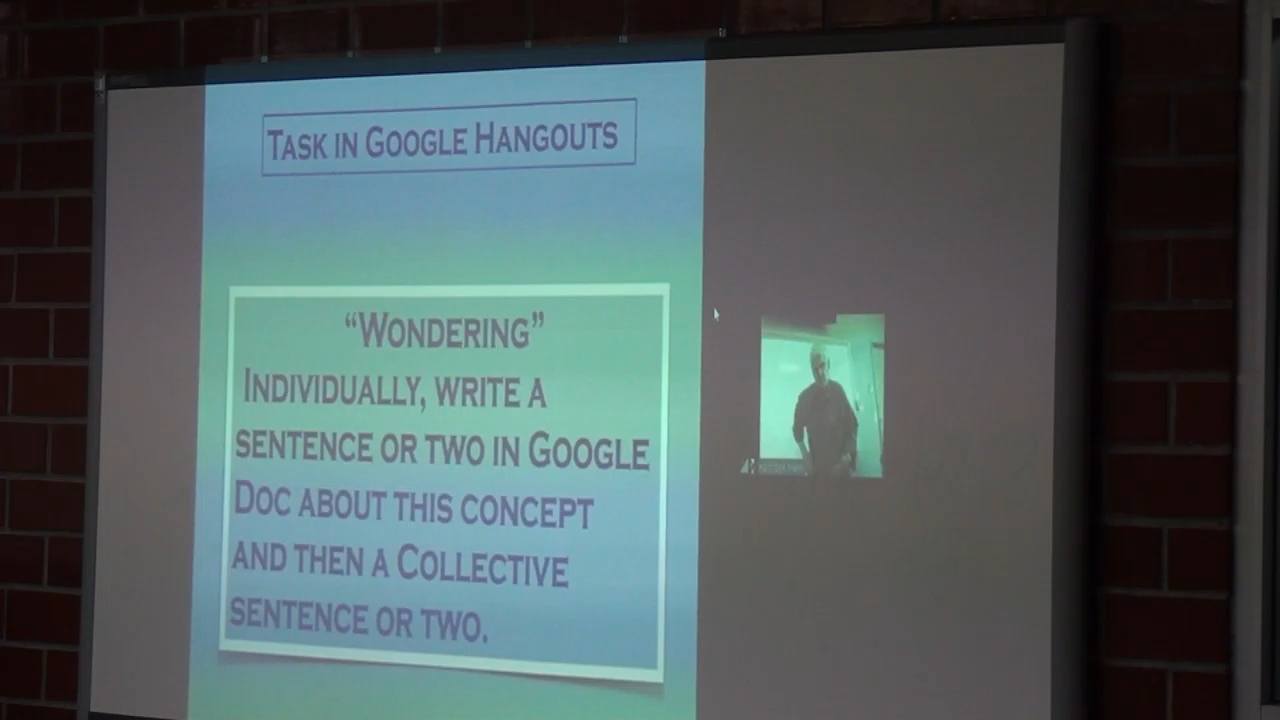 TASK IN GOOGLE HANGOUTS
“WONDERING”
INDIVIDUALLY, WRITE A
SENTENCE OR TWO IN GOOGLE
DOC ABOUT THIS CONCEPT
AND THEN A COLLECTIVE
SENTENCE OR TWO.